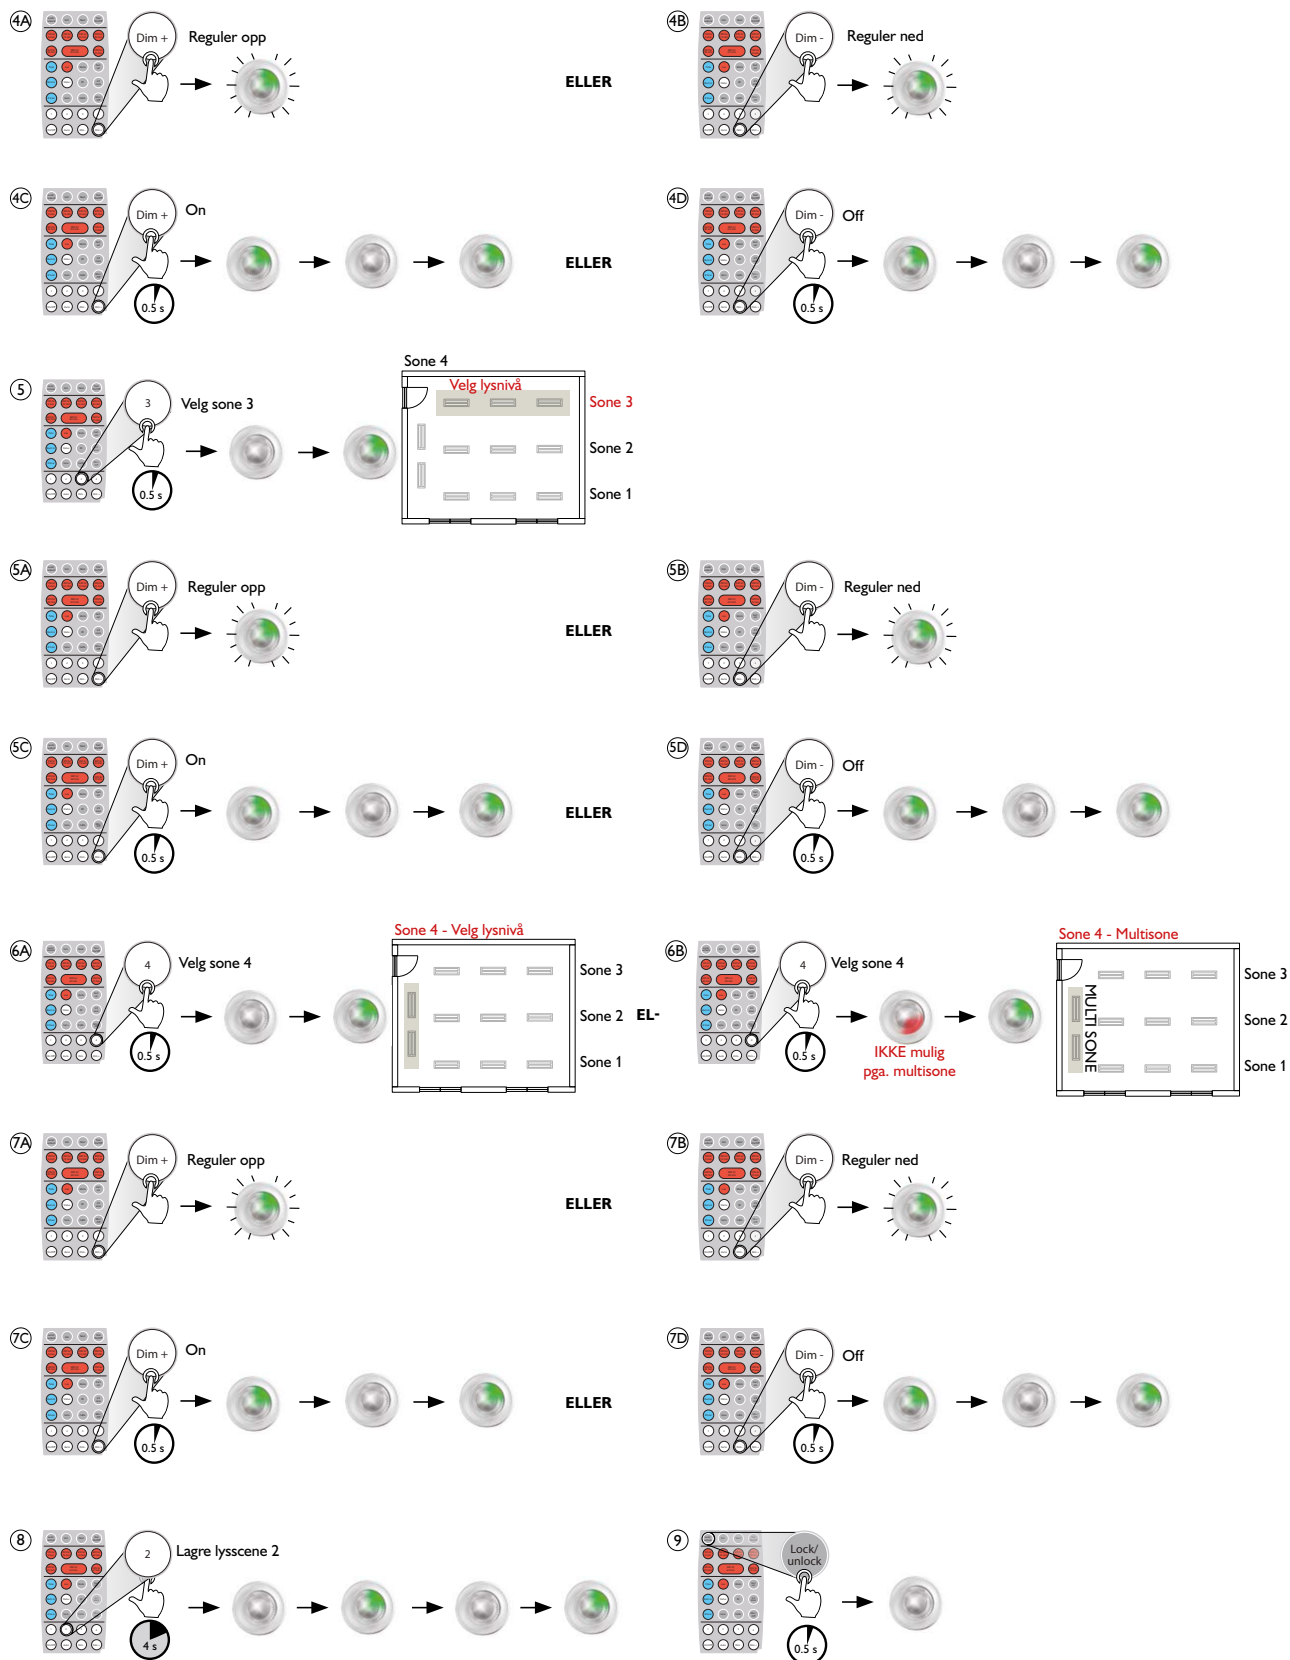 4A
Dim +
Reguler opp
ELLER
4B
Dim -
Reguler ned
4C
Dim +
On
0.5 s
ELLER
4D
Dim -
Off
0.5 s
5
3
Velg sone 3
0.5 s
Sone 4
Velg lysnivå
Sone 3
Sone 2
Sone 1
5A
Dim +
Reguler opp
ELLER
5B
Dim -
Reguler ned
5C
Dim +
On
0.5 s
ELLER
5D
Dim -
Off
0.5 s
6A
4
Velg sone 4
0.5 s
Sone 4 - Velg lysnivå
Sone 3
Sone 2
Sone 1
EL-
6B
4
Velg sone 4
0.5 s
IKKE mulig
pga. multisone
Sone 4 - Multisone
MULTI SONE
Sone 3
Sone 2
Sone 1
7A
Dim +
Reguler opp
ELLER
7B
Dim -
Reguler ned
7C
Dim +
On
0.5 s
ELLER
7D
Dim -
Off
0.5 s
8
2
Lagre lysscene 2
4 s
9
Lock/
unlock
0.5 s